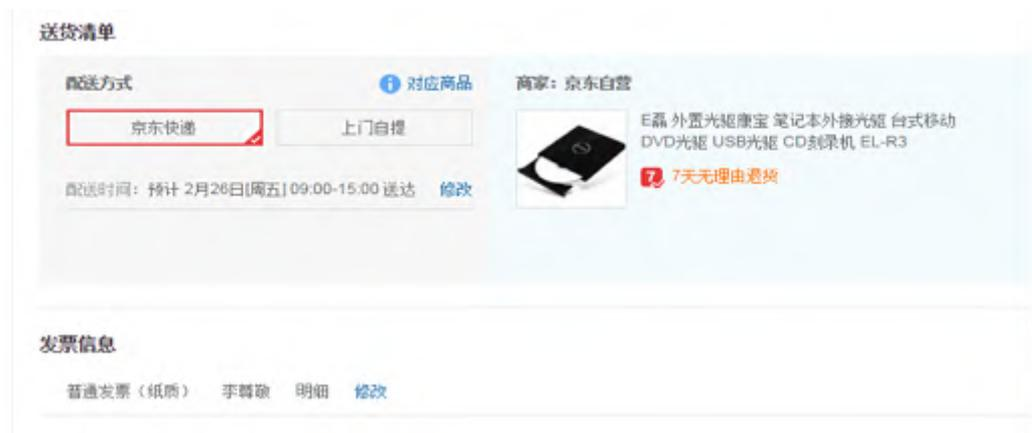 送货清单
配送方式
对应商品
京东快递
上门自提
配送时间：预计 2月26日[周五] 09:00-15:00 送达 修改
商家：京东自营
E磊 外置光驱康宝 笔记本外接光驱 台式移动
DVD光驱 USB光驱 CD刻录机 EL-R3
7 7天无理由退货
发票信息
普通发票（纸质） 李尊敬 明细 修改